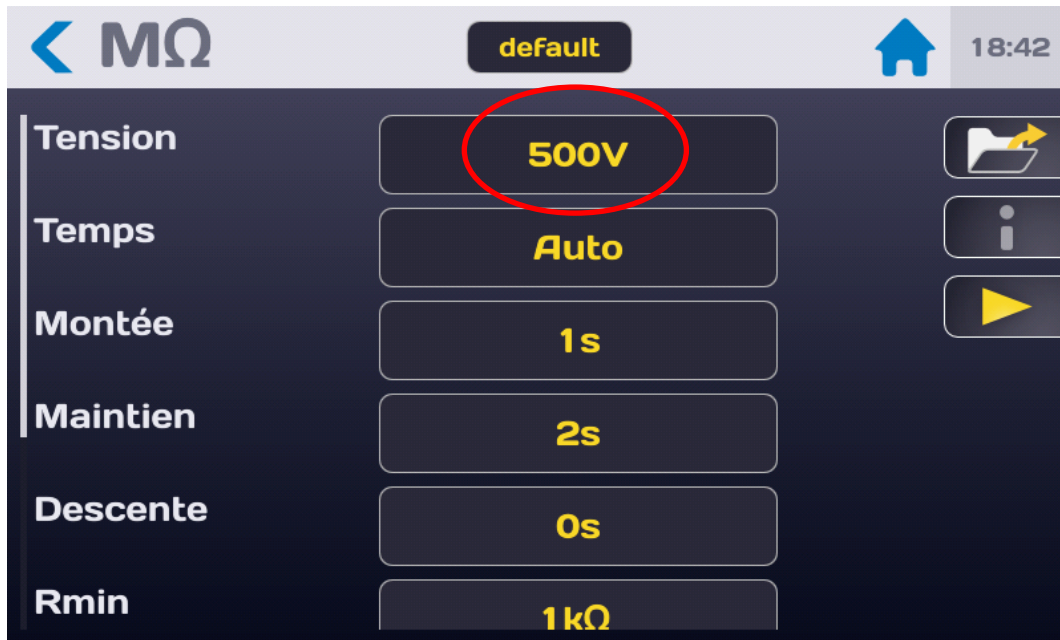 MΩ default 18:42
Tension 500V
Temps Auto
Montée 1s
Maintien 2s
Descente 0s
Rmin 1kΩ